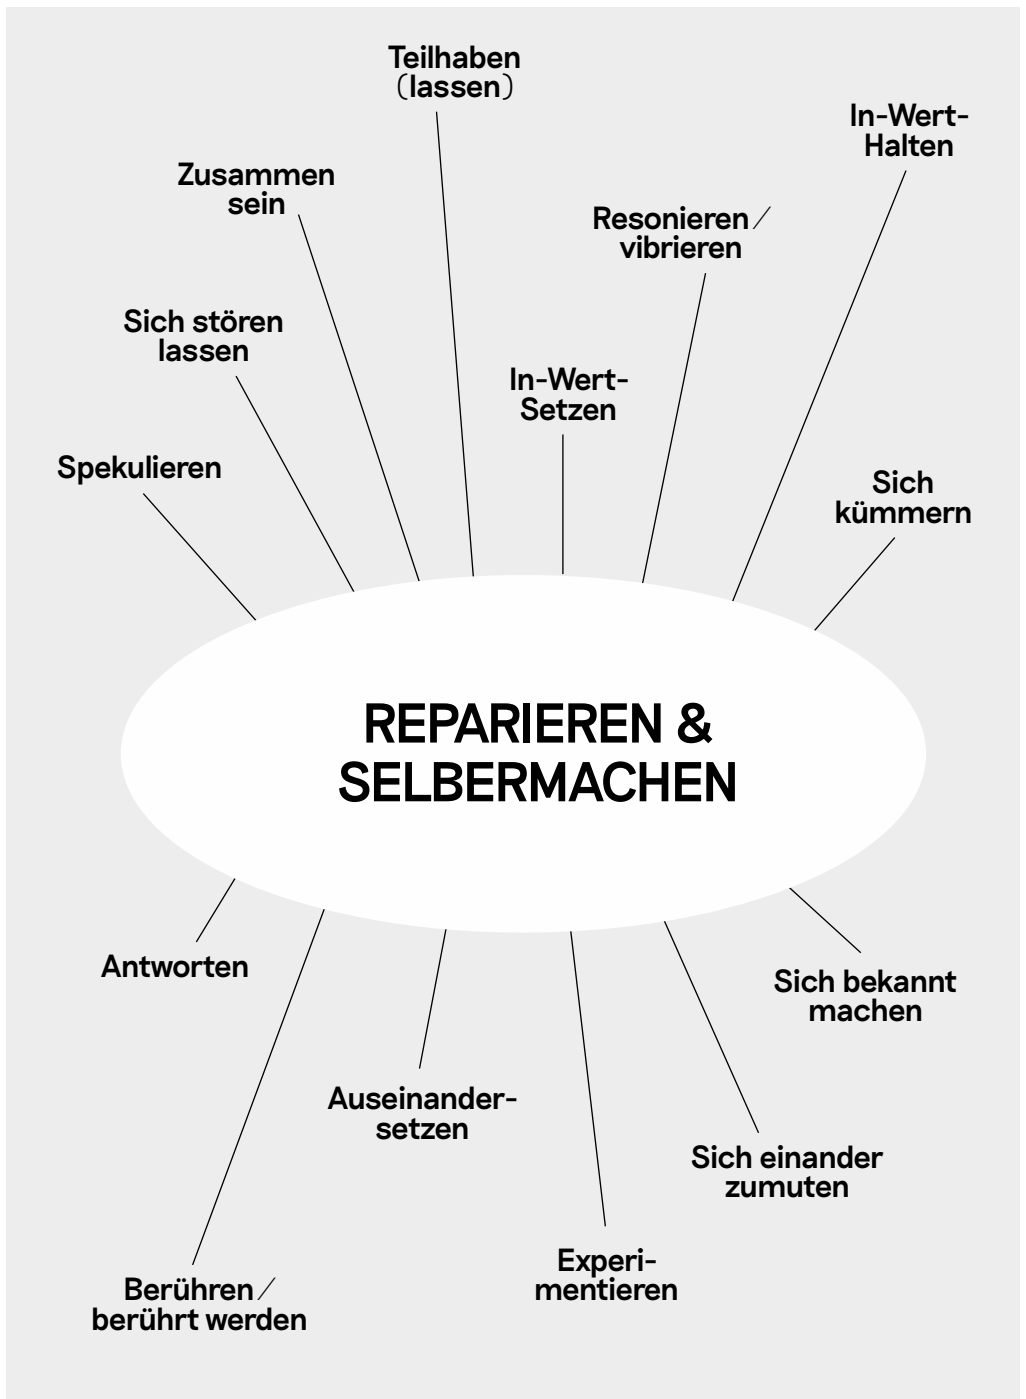 Teilhaben
(lassen)
In-Wert-
Halten
Zusammen
sein
Resonieren /
vibrieren
Sich stören
lassen
In-Wert-
Setzen
Spekulieren
Sich
kümmern
REPARIEREN &
SELBERMACHEN
Antworten
Sich bekannt
machen
Auseinander-
setzen
Sich einander
zumuten
Experi-
mentieren
Berühren /
berührt werden